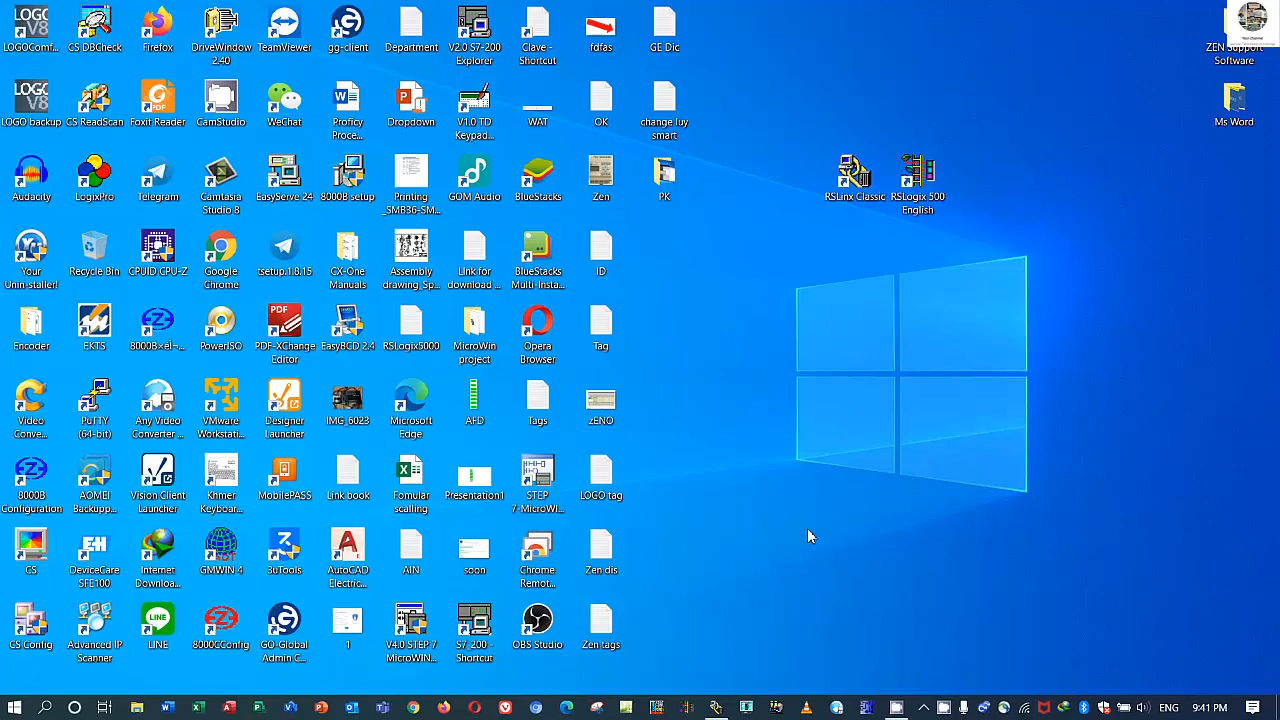 LOGOComf...
CS DBCheck
Firefox
DriveWindow
2.40
TeamViewer
gg-client
Department
V2.0 S7-200
Explorer
Clave -
Shortcut
fdfas
GE Dic
ZEN Support
Software
LOGO backup
CS ReadScan
Foxit Reader
CamStudio
WeChat
Proficy
Proce...
Dropdown
V1.0 TD
Keypad...
WAT
OK
change luy
smart
Ms Word
Audacity
LogixPro
Telegram
Camtasia
Studio 8
EasyServe 24
8000B setup
Printing
_SMB36-SM...
GOM Audio
BlueStacks
Zen
PK
RSLinx Classic
RSLogix 500
English
Your
Unin-staller!
Recycle Bin
CPUID CPU-Z
Google
Chrome
tsetup.1.8.15
CX-One
Manuals
Assembly
drawing_Sp...
Link for
download ...
BlueStacks
Multi-Insta...
ID
Encoder
EKTS
8000B×éÌ¬...
PowerISO
PDF-XChange
Editor
EasyBCD 2.4
RSLogix5000
MicroWin
project
Opera
Browser
Tag
Video
Conve...
PuTTY
(64-bit)
Any Video
Converter ...
VMware
Workstati...
Designer
Launcher
IMG_6023
Microsoft
Edge
AFD
Tags
zENO
8000B
Configuration
AOMEI
Backupp...
Vision Client
Launcher
Khmer
Keyboar...
MobilePASS
Link book
Fomular
scalling
Presentation1
STEP
7-MicroWI...
LOGO tag
CS
DeviceCare
SFE100
Internet
Downloa...
GMWIN 4
3uTools
AutoCAD
Electric...
AIN
soon
Chrome
Remot...
Zen dis
CS Config
Advanced IP
Scanner
LINE
8000CConfig
GO-Global
Admin C...
1
V4.0 STEP 7
MicroWIN...
S7_200 -
Shortcut
OBS Studio
Zen tags
ENG
9:41 PM